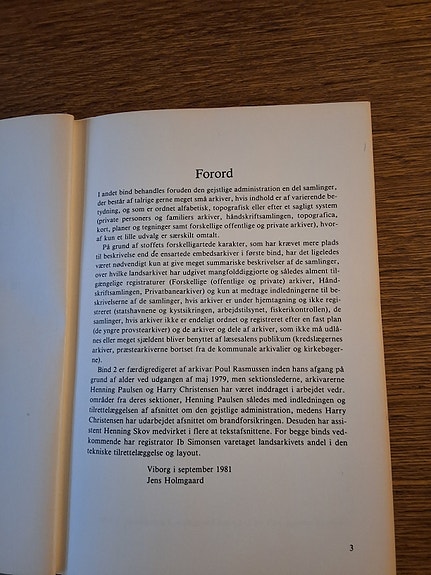 Forord
I andet bind behandles foruden den gejstlige administration en del samlinger,
der består af talrige gerne meget små arkiver, hvis indhold er af varierende be-
tydning, og som er ordnet alfabetisk, topografisk eller efter et sagligt system
(private personers og familiers arkiver, håndskriftsamlingen, topografica,
kort, planer og tegninger samt forskellige offentlige og private arkiver), hvor-
af kun et lille udvalg er særskilt omtalt.
På grund af stoffets forskelligartede karakter, som har krævet mere plads
til beskrivelse end de ensartede embedsarkiver i første bind, har det ligeledes
været nødvendigt kun at give meget summariske beskrivelser af de samlinger,
over hvilke landsarkivet har udgivet mangfoldiggjorte og således alment til-
gængelige registraturer (Forskellige (offentlige og private) arkiver, Hånd-
skriftsamlingen, Privatbanearkiver) og kun at medtage indledningerne til be-
skrivelserne af de samlinger, hvis arkiver er under hjemtagning og ikke regi-
streret (statshavnene og kystsikringen, arbejdstilsynet, fiskerikontrollen), de
samlinger, hvis arkiver ikke er endeligt ordnet og registreret efter en fast plan
(de yngre provstearkiver) og de arkiver og dele af arkiver, som ikke må udlå-
nes eller meget sjældent bliver benyttet af læsesalens publikum (kredslægernes
arkiver, præstearkiverne bortset fra de kommunale arkivalier og kirkebøger-
ne).
Bind 2 er færdigredigeret af arkivar Poul Rasmussen inden hans afgang på
grund af alder ved udgangen af maj 1979, men sektionslederne, arkivarerne
Henning Paulsen og Harry Christensen har været inddraget i arbejdet vedr.
områder fra deres sektioner, Henning Paulsen således med indledningen og
tilrettelæggelsen af afsnittet om den gejstlige administration, medens Harry
Christensen har udarbejdet afsnittet om brandforsikringen. Desuden har assi-
stent Henning Skov medvirket i flere at tekstafsnittene. For begge binds ved-
kommende har registrator Ib Simonsen varetaget landsarkivets andel i den
tekniske tilrettelæggelse og layout.
Viborg i september 1981
Jens Holmgaard
3